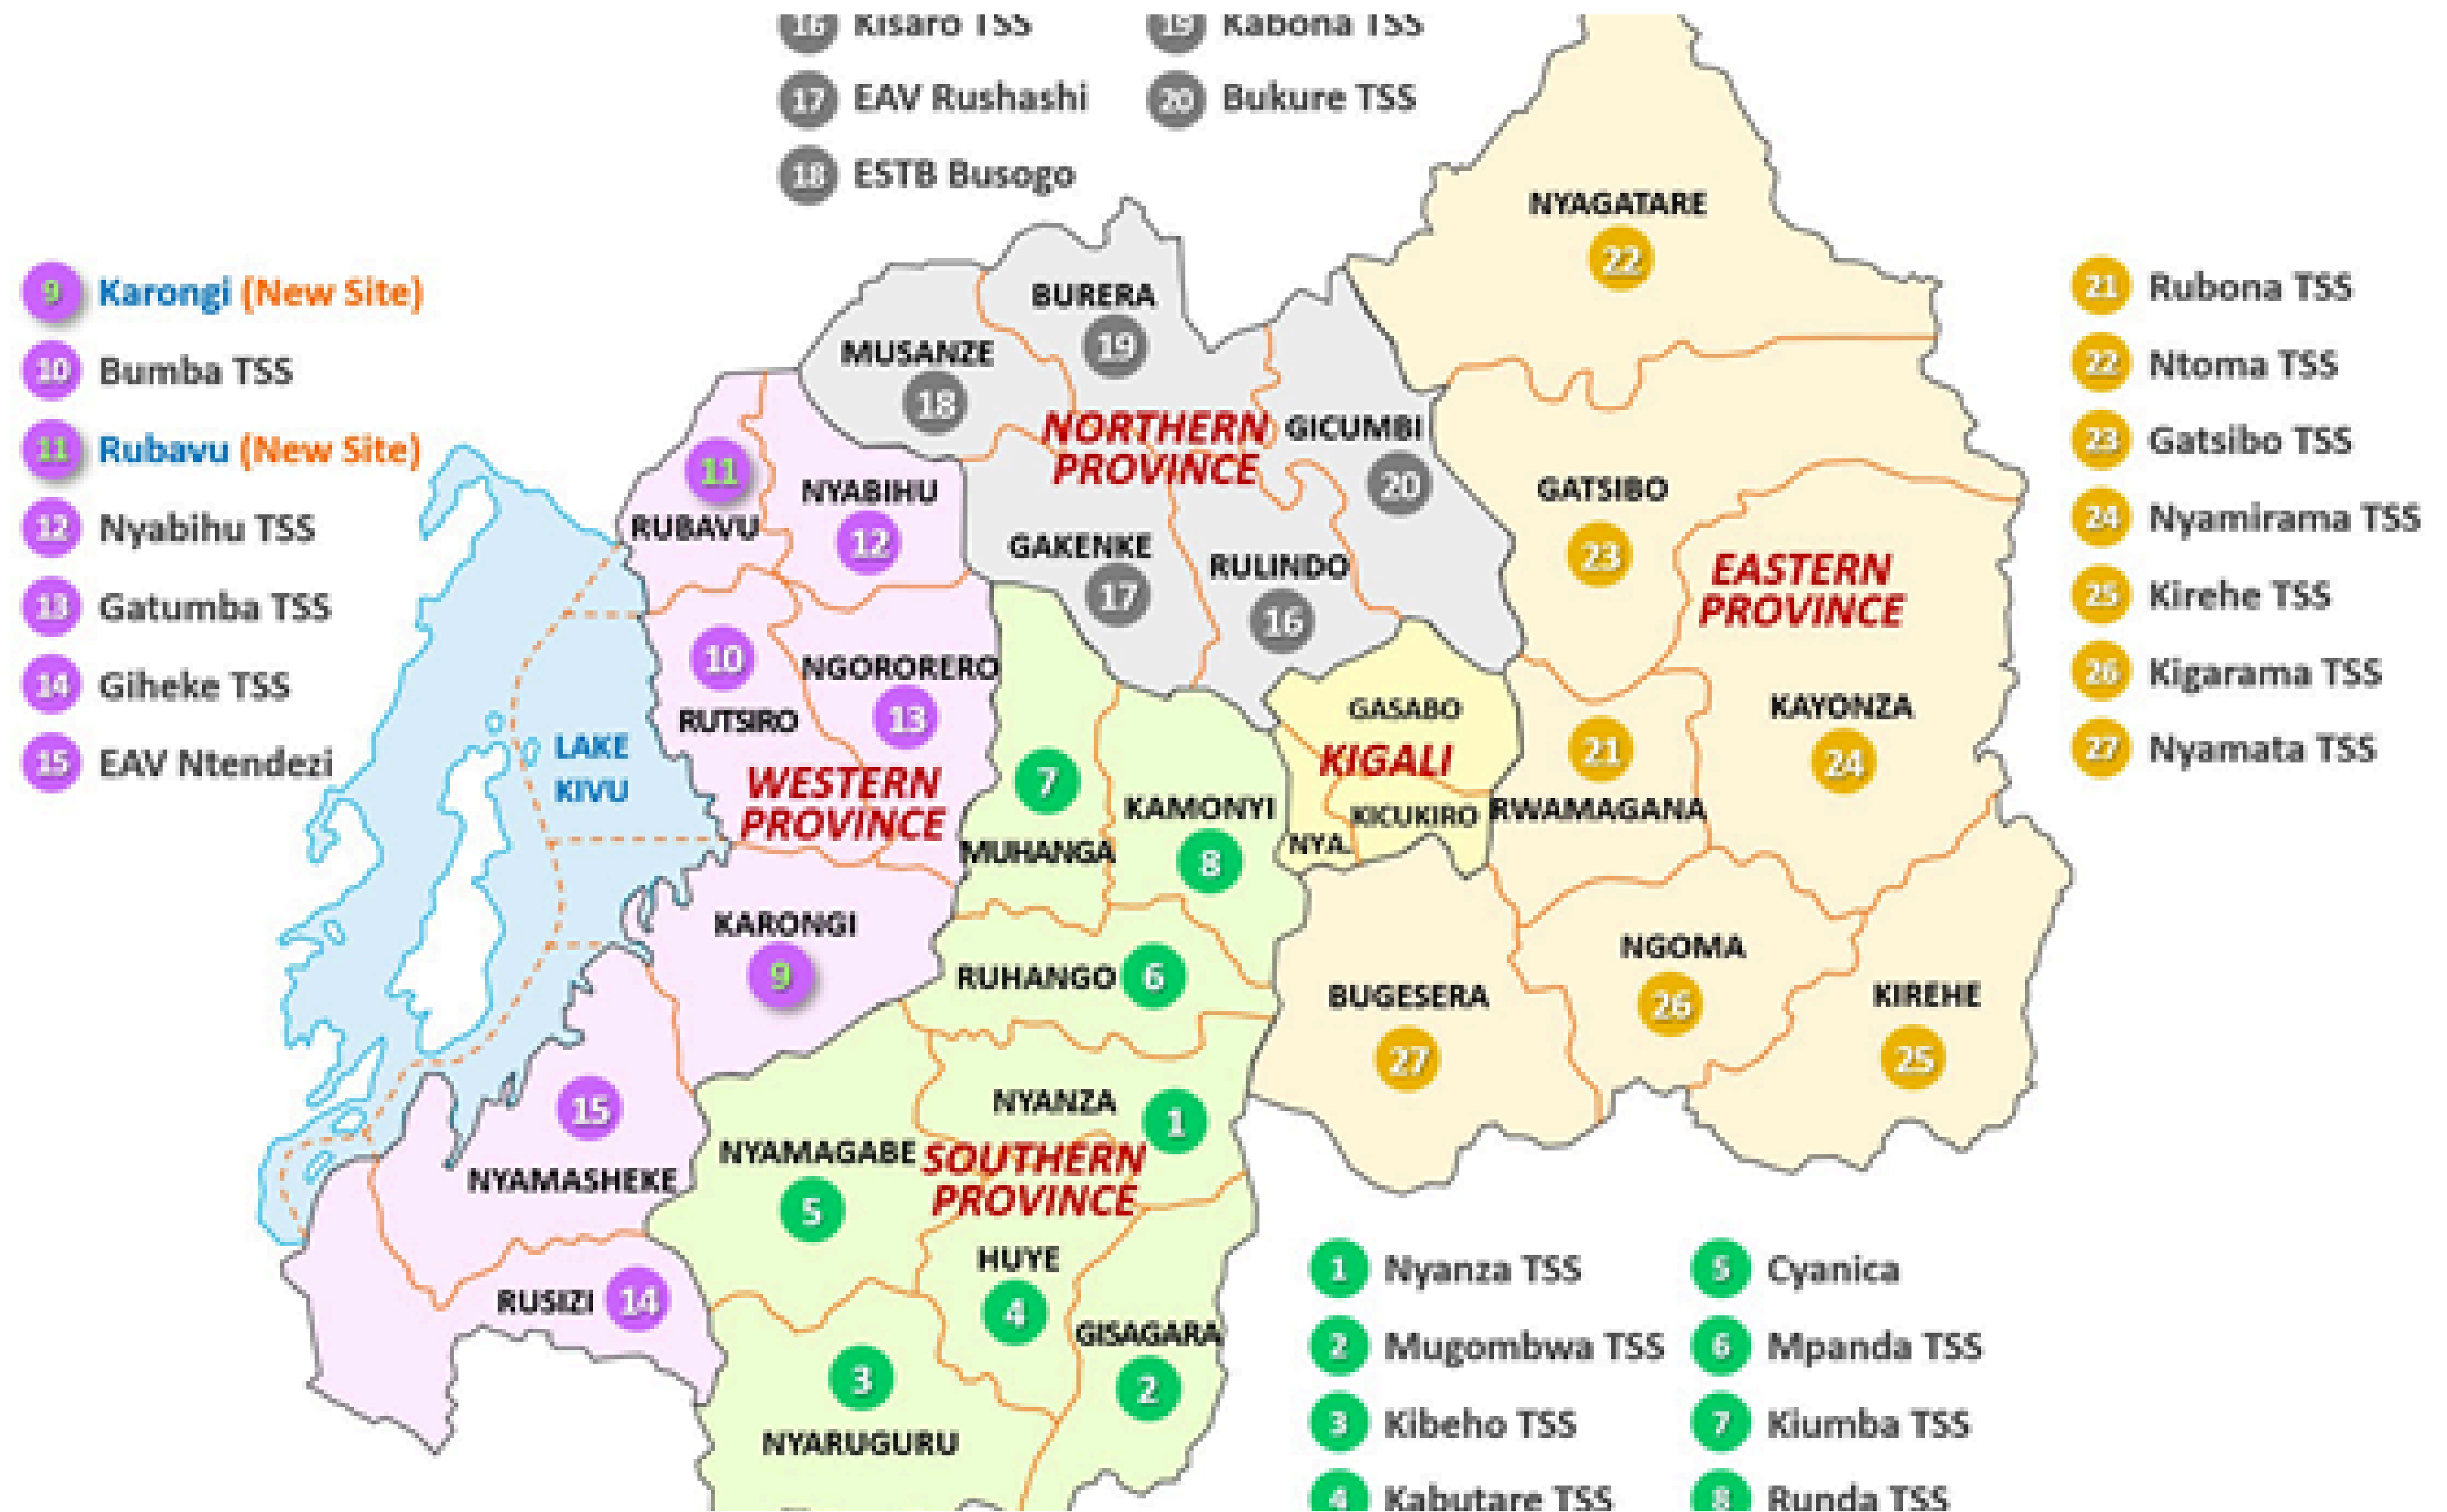 16 Kisaro TSS
19 Kabona TSS
17 EAV Rushashi
20 Bukure TSS
18 ESTB Busogo
9 Karongi (New Site)
10 Bumba TSS
11 Rubavu (New Site)
12 Nyabihu TSS
13 Gatumba TSS
14 Giheke TSS
15 EAV Ntendezi
21 Rubona TSS
22 Ntoma TSS
23 Gatsibo TSS
24 Nyamirama TSS
25 Kirehe TSS
26 Kigarama TSS
27 Nyamata TSS
NYAGATARE
22
BURERA
19
MUSANZE
18
NORTHERN
PROVINCE
GICUMBI
20
11
RUBAVU
NYABIHU
12
GAKENKE
17
RULINDO
16
GATSIBO
23
EASTERN
PROVINCE
10
RUTSIRO
NGORORERO
13
LAKE
KIVU
WESTERN
PROVINCE
7
MUHANGA
KAMONYI
8
GASABO
KIGALI
KICUKIRO
NYA.
21
RWAMAGANA
KAYONZA
24
KARONGI
9
RUHANGO 6
BUGESERA
27
NGOMA
26
KIREHE
25
15
NYAMASHEKE
NYANZA
1
NYAMAGABE
5
SOUTHERN
PROVINCE
HUYE
4
RUSIZI 14
GISAGARA
2
3
NYARUGURU
1 Nyanza TSS
5 Cyanica
2 Mugombwa TSS
6 Mpanda TSS
3 Kibeho TSS
7 Kiumba TSS
4 Kabutare TSS
8 Runda TSS